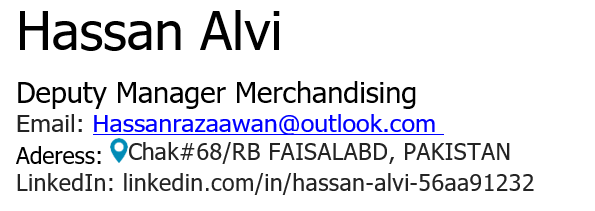 Hassan Alvi
Deputy Manager Merchandising
Email: Hassanrazaawan@outlook.com
Aderess: Chak#68/RB FAISALABD, PAKISTAN
LinkedIn: linkedin.com/in/hassan-alvi-56aa91232